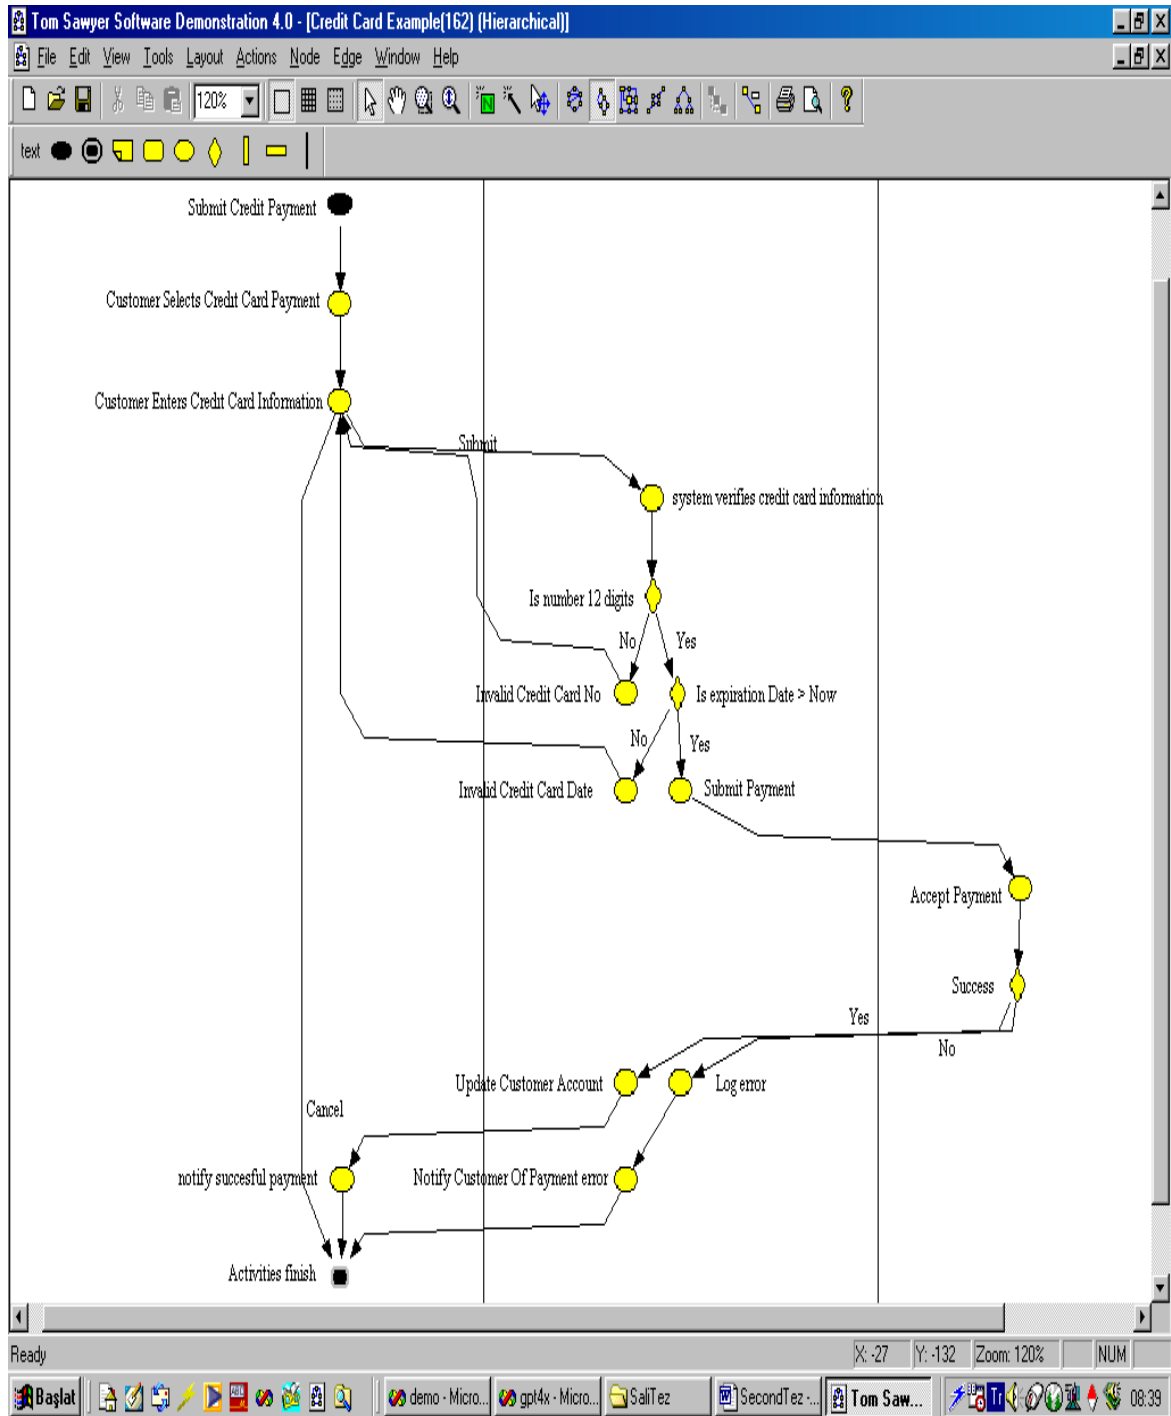 Tom Sawyer Software Demonstration 4.0 - [Credit Card Example(162) (Hierarchical)]
File Edit View Tools Layout Actions Node Edge Window Help
120%
N
text
Submit Credit Payment
Customer Selects Credit Card Payment
Customer Enters Credit Card Information
Submit
system verifies credit card information
Is number 12 digits
No Yes
Invalid Credit Card No Is expiration Date > Now
No Yes
Invalid Credit Card Date Submit Payment
Accept Payment
Success
Yes
No
Update Customer Account Log error
Cancel
notify succesful payment Notify Customer Of Payment error
Activities finish
Ready X: -27 Y: -132 Zoom: 120% NUM
Başlat demo - Micro... gpt4x - Micro... SaliTez SecondTez -... Tom Saw... Tr 08:39